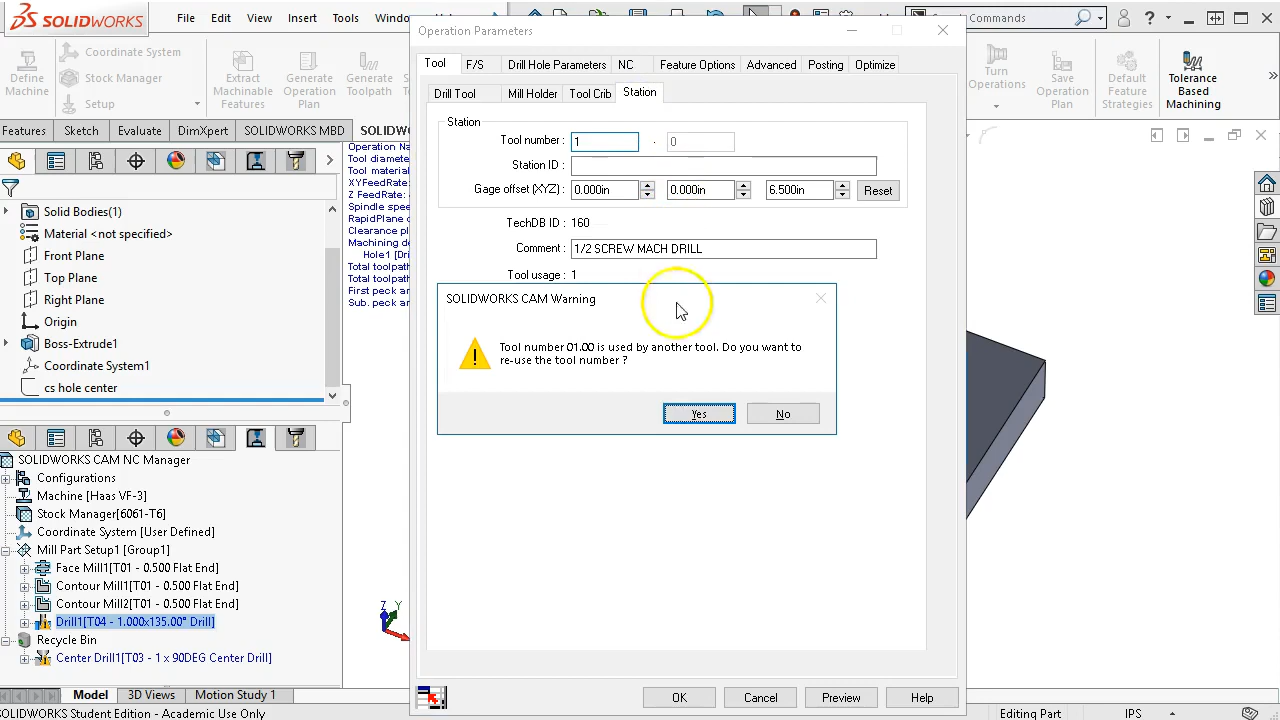 SOLIDWORKS
File
Edit
View
Insert
Tools
Window
Commands
Define Machine
Coordinate System
Stock Manager
Setup
Extract Machinable Features
Generate Operation Plan
Generate Toolpath
Turn Operations
Save Operation Plan
Default Feature Strategies
Tolerance Based Machining
Features
Sketch
Evaluate
DimXpert
SOLIDWORKS MBD
SOLIDWO
Solid Bodies(1)
Material <not specified>
Front Plane
Top Plane
Right Plane
Origin
Boss-Extrude1
Coordinate System1
cs hole center
SOLIDWORKS CAM NC Manager
Configurations
Machine [Haas VF-3]
Stock Manager[6061-T6]
Coordinate System [User Defined]
Mill Part Setup1 [Group1]
Face Mill1[T01 - 0.500 Flat End]
Contour Mill1[T01 - 0.500 Flat End]
Contour Mill2[T01 - 0.500 Flat End]
Drill1[T04 - 1.000x135.00° Drill]
Recycle Bin
Center Drill1[T03 - 1 x 90DEG Center Drill]
Operation Na
Tool diamete
Tool material
XYFeedRate:
Z FeedRate:
Spindle speed
RapidPlane C
Clearance pl
Machining de
Hole1 [Dri
Total toolpath
Total toolpath
First peck am
Sub. peck am
Operation Parameters
Tool
F/S
Drill Hole Parameters
NC
Feature Options
Advanced
Posting
Optimize
Drill Tool
Mill Holder
Tool Crib
Station
Station
Tool number : 1 . 0
Station ID :
Gage offset (XYZ) : 0.000in 0.000in 6.500in Reset
TechDB ID : 160
Comment : 1/2 SCREW MACH DRILL
Tool usage : 1
SOLIDWORKS CAM Warning
Tool number 01.00 is used by another tool. Do you want to
re-use the tool number ?
Yes
No
OK
Cancel
Preview
Help
Z
Y
Model
3D Views
Motion Study 1
SOLIDWORKS Student Edition - Academic Use Only
Editing Part
IPS